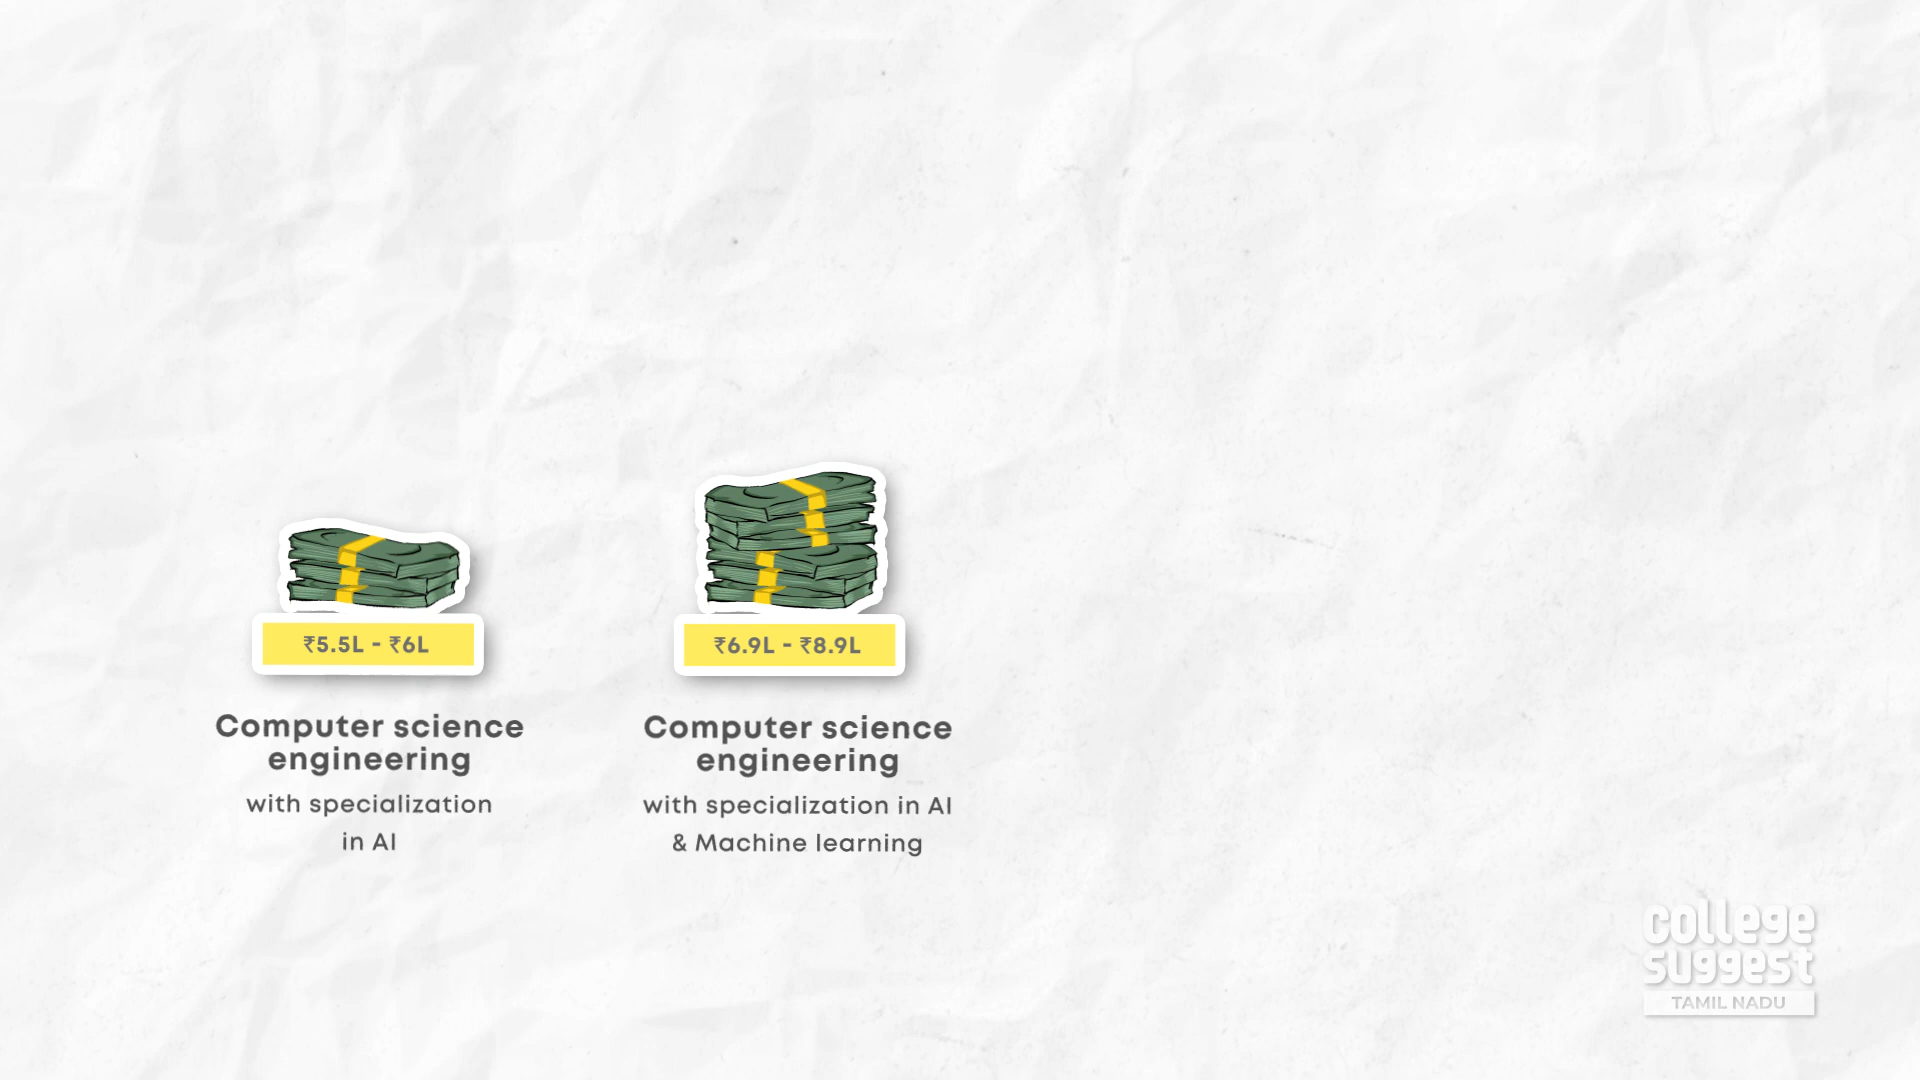 ₹5.5L - ₹6L
Computer science
engineering
with specialization
in AI
₹6.9L - ₹8.9L
Computer science
engineering
with specialization in AI
& Machine learning
college
suggest
TAMIL NADU